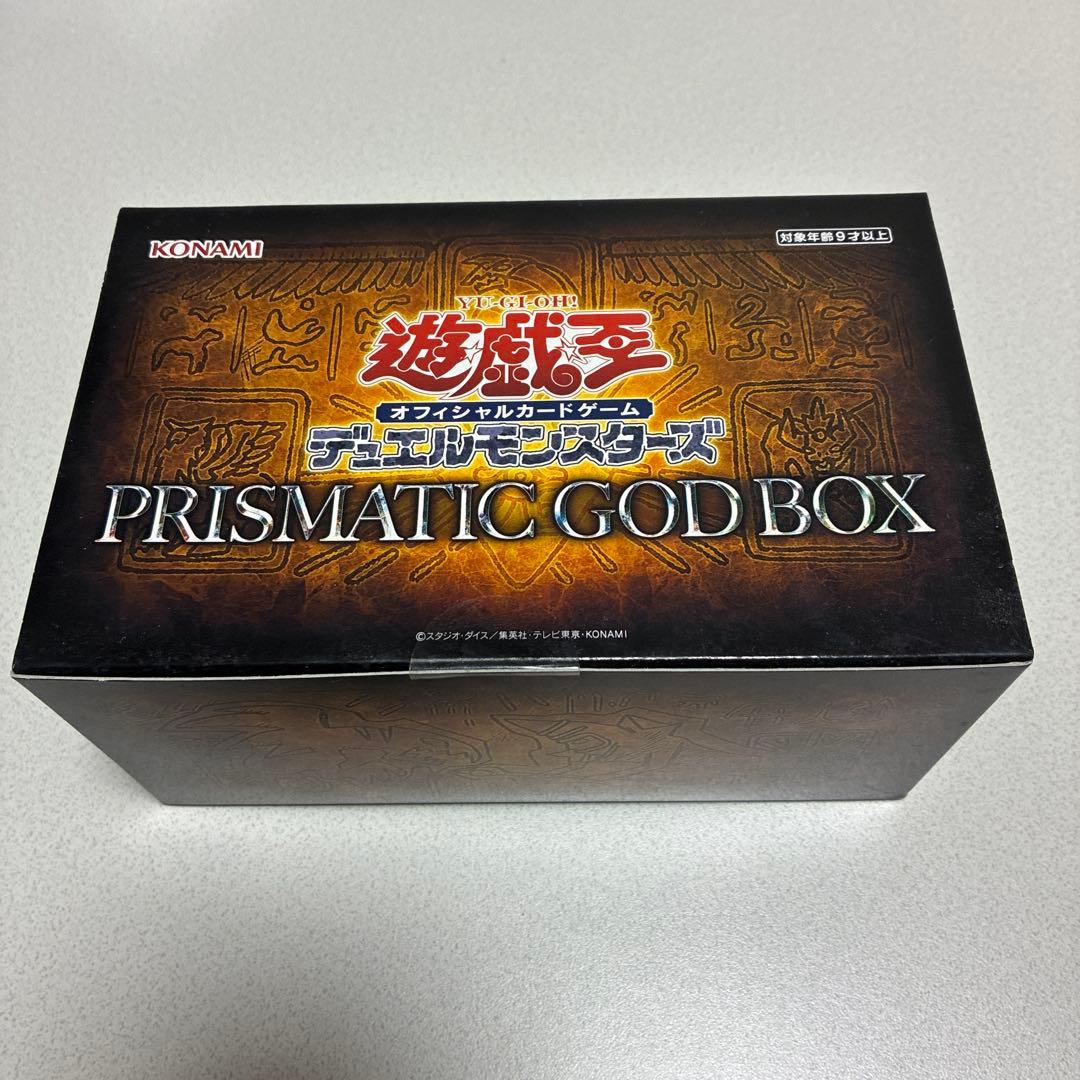 KONAMI
対象年齢9才以上
YU-GI-OH!
遊☆戯☆王
オフィシャルカードゲーム
デュエルモンスターズ
PRISMATIC GOD BOX
©スタジオ・ダイス/集英社・テレビ東京・KONAMI